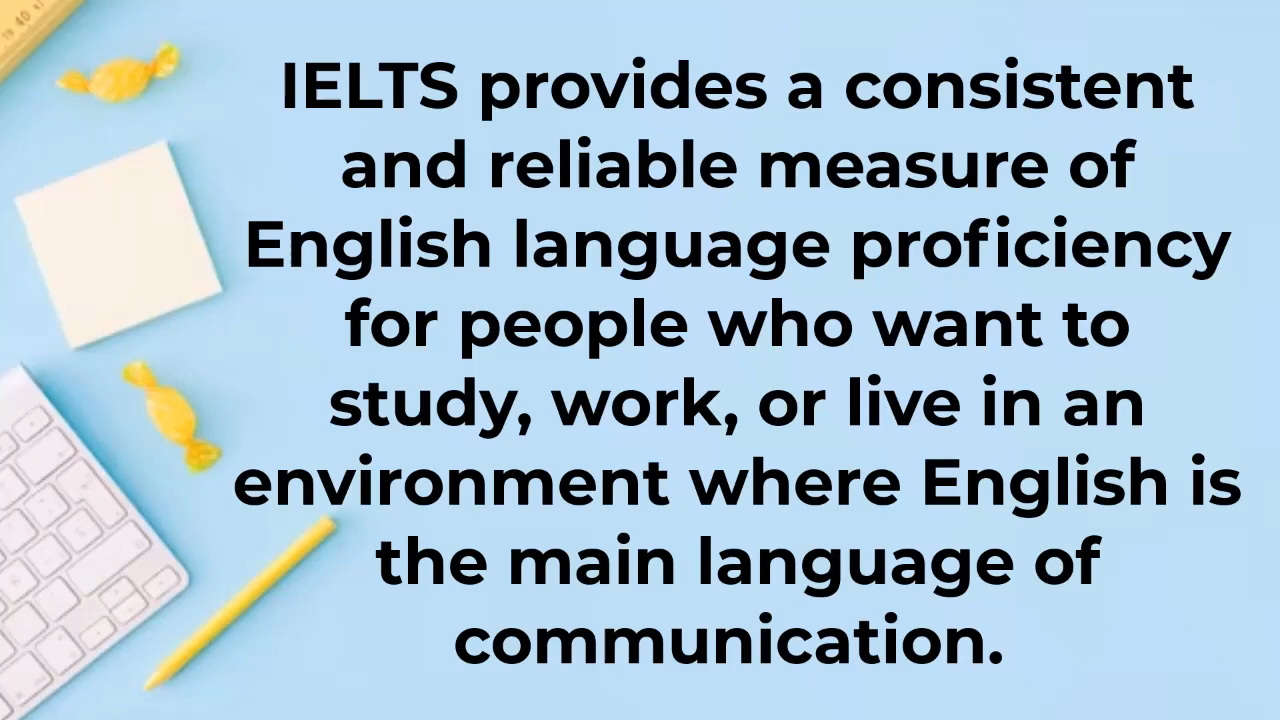 IELTS provides a consistent
and reliable measure of
English language proficiency
for people who want to
study, work, or live in an
environment where English is
the main language of
communication.